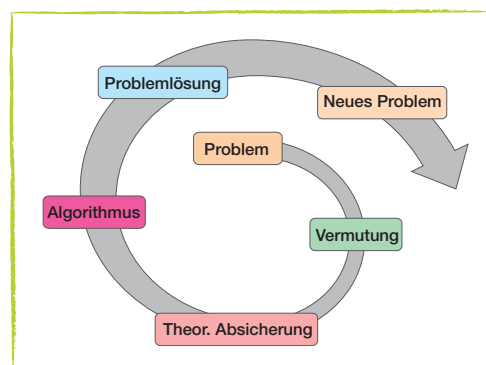 Problem
Vermutung
Theor. Absicherung
Algorithmus
Problemlösung
Neues Problem